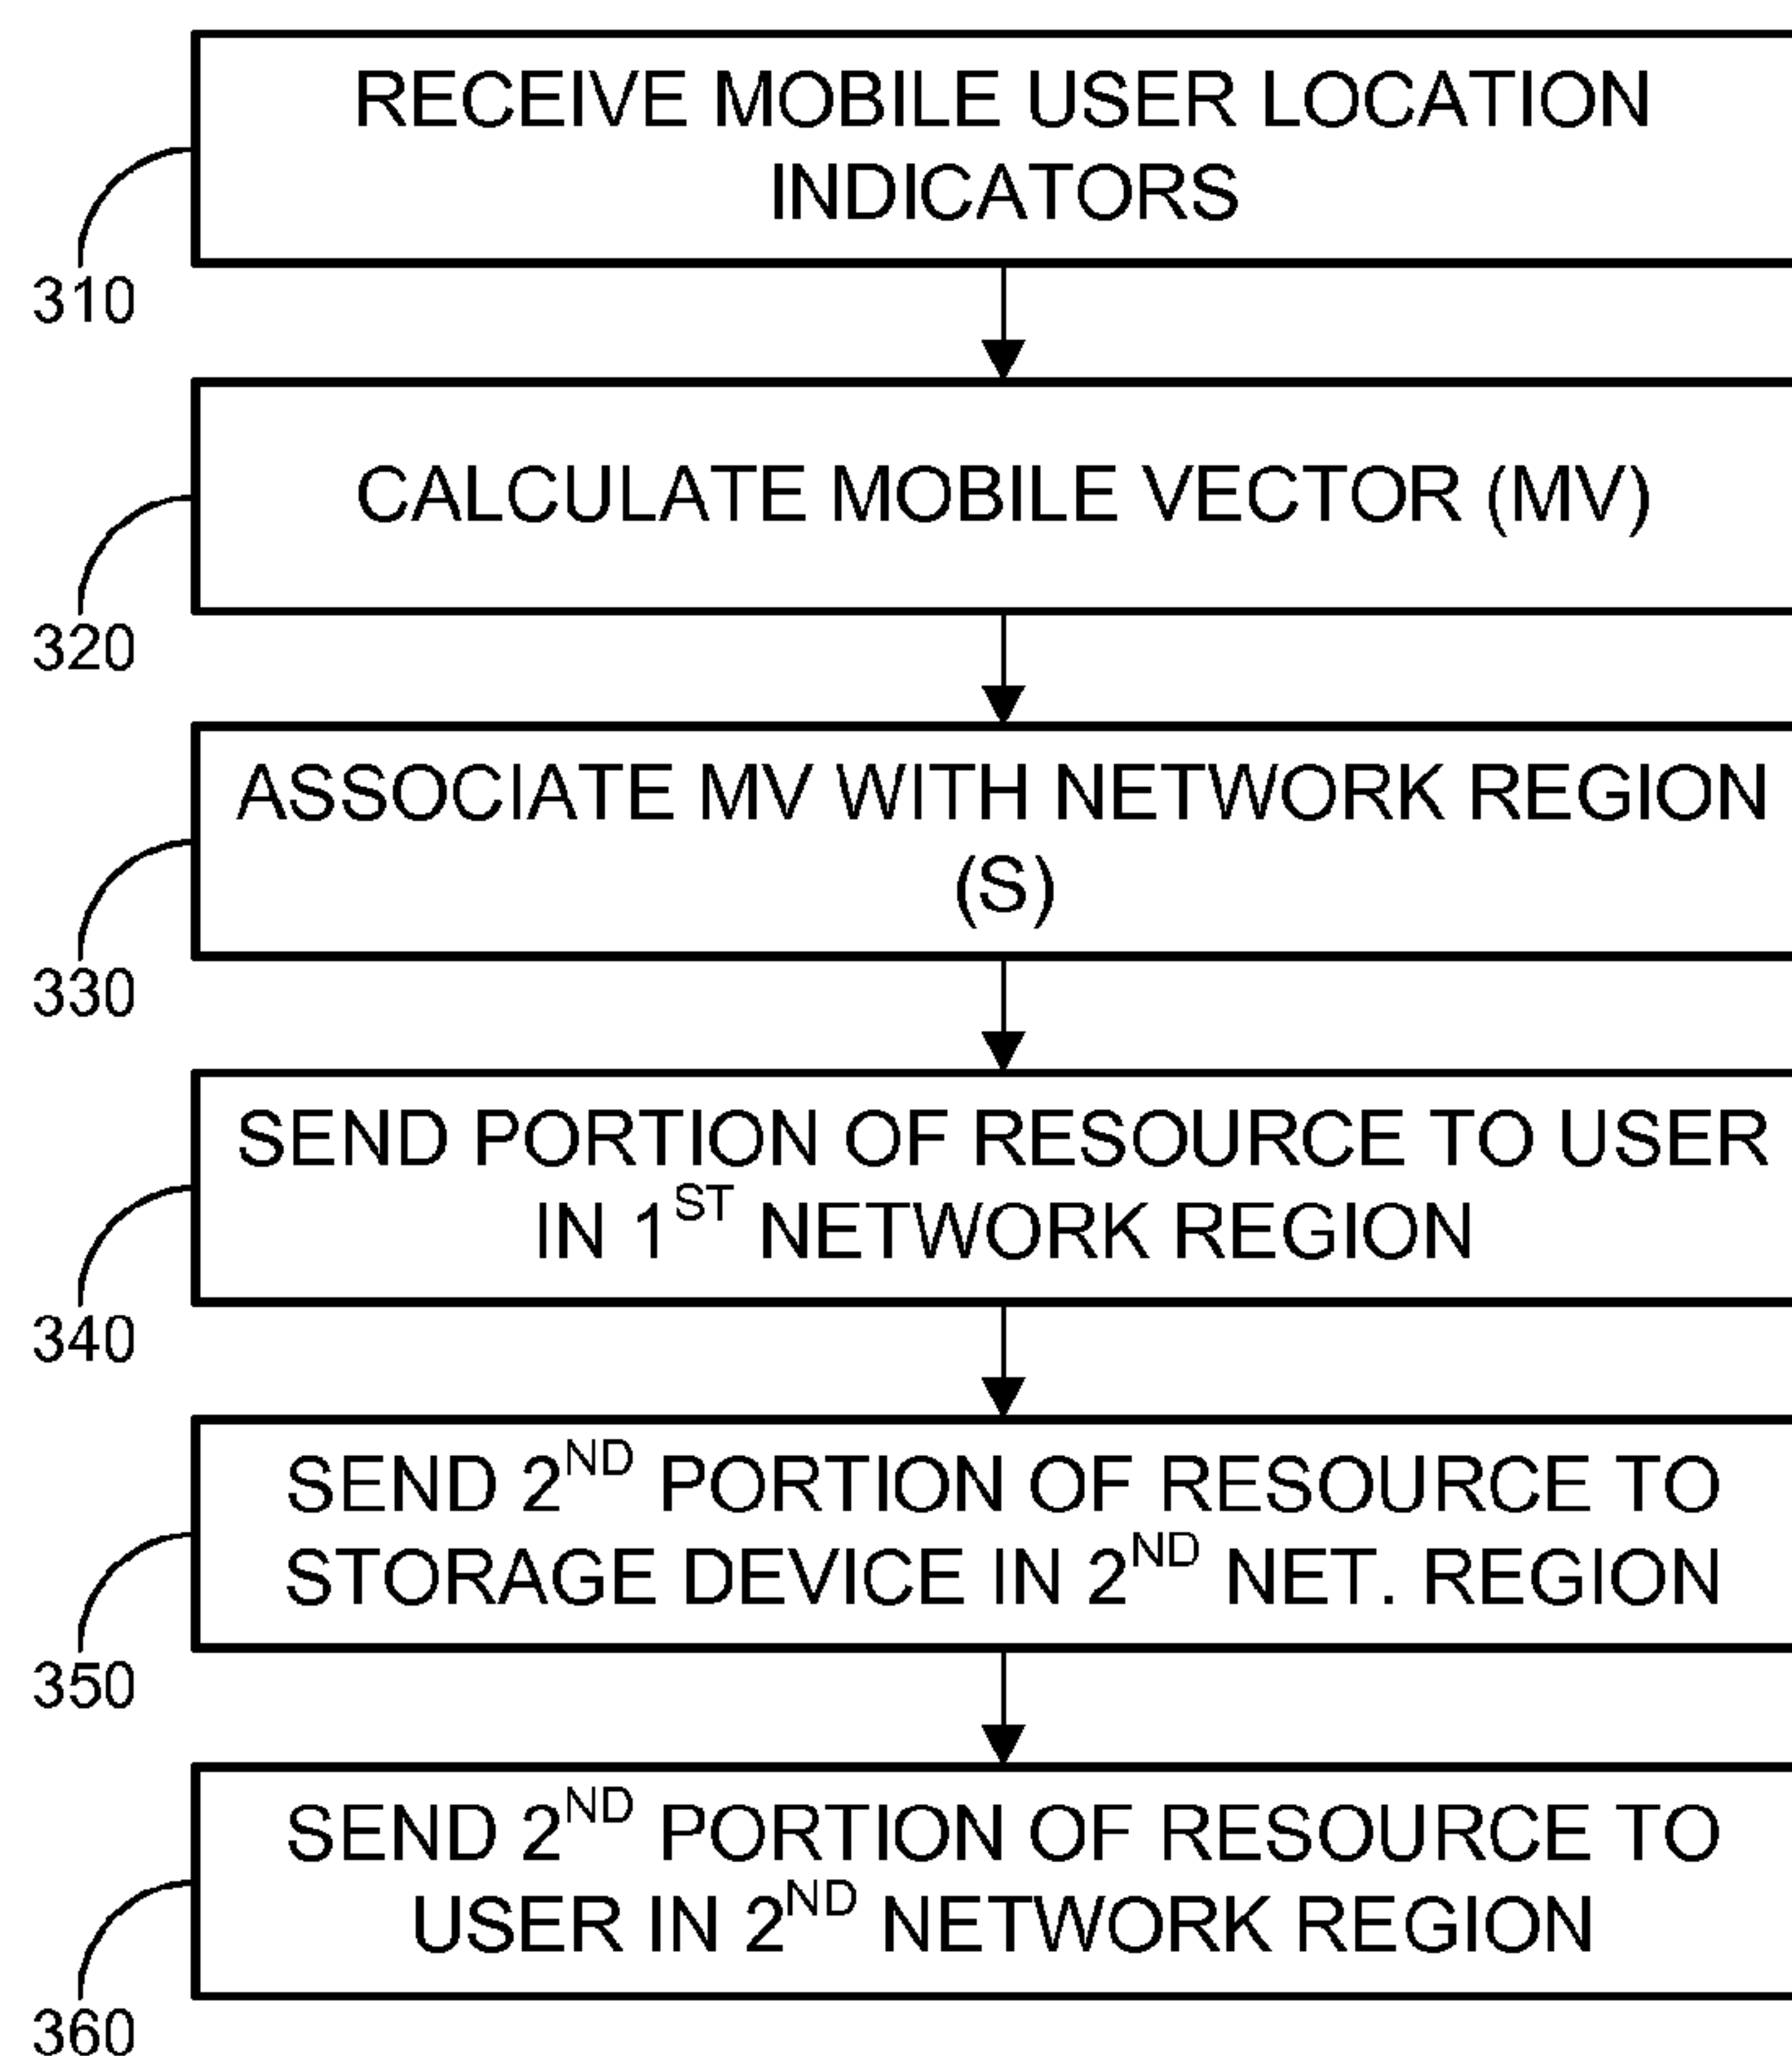 RECEIVE MOBILE USER LOCATION
INDICATORS
310
CALCULATE MOBILE VECTOR (MV)
320
ASSOCIATE MV WITH NETWORK REGION
(S)
330
SEND PORTION OF RESOURCE TO USER
IN 1ST NETWORK REGION
340
SEND 2ND PORTION OF RESOURCE TO
STORAGE DEVICE IN 2ND NET. REGION
350
SEND 2ND PORTION OF RESOURCE TO
USER IN 2ND NETWORK REGION
360